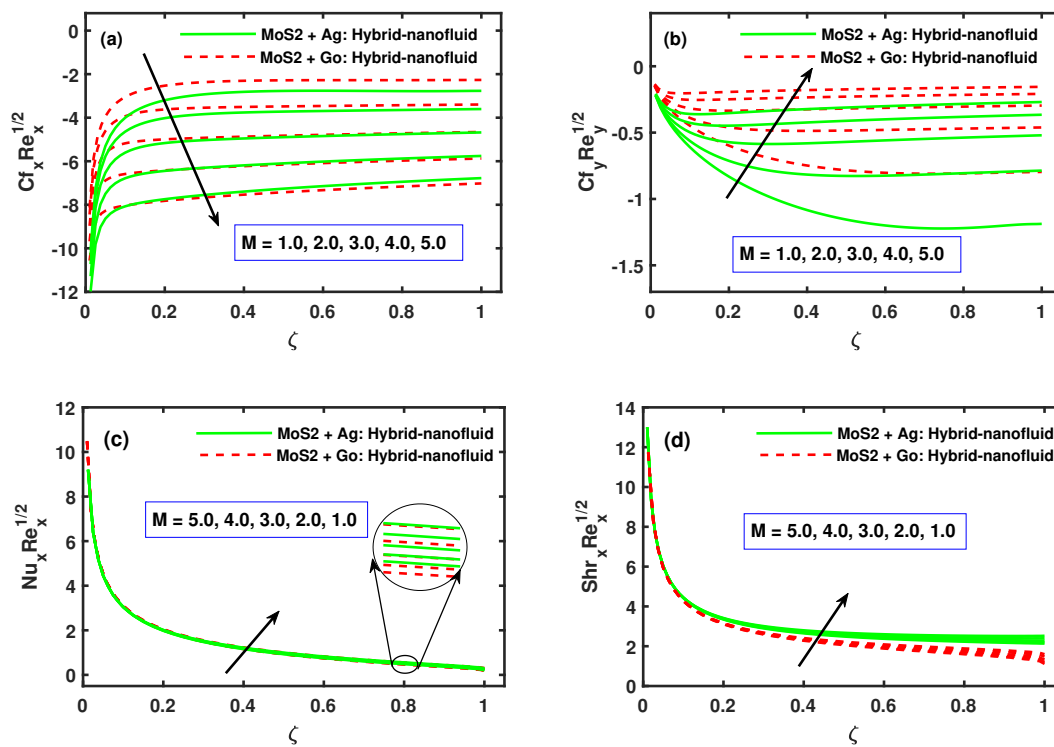 (a)
MoS2 + Ag: Hybrid-nanofluid
MoS2 + Go: Hybrid-nanofluid
0
-2
-4
-6
-8
-10
-12
Cf_x Re_x^{1/2}
M = 1.0, 2.0, 3.0, 4.0, 5.0
0 0.2 0.4 0.6 0.8 1
ζ
(b)
MoS2 + Ag: Hybrid-nanofluid
MoS2 + Go: Hybrid-nanofluid
0
-0.5
-1
-1.5
Cf_y Re_y^{1/2}
M = 1.0, 2.0, 3.0, 4.0, 5.0
0 0.2 0.4 0.6 0.8 1
ζ
(c)
MoS2 + Ag: Hybrid-nanofluid
MoS2 + Go: Hybrid-nanofluid
12
10
8
6
4
2
0
Nu_x Re_x^{1/2}
M = 5.0, 4.0, 3.0, 2.0, 1.0
0 0.2 0.4 0.6 0.8 1
ζ
(d)
MoS2 + Ag: Hybrid-nanofluid
MoS2 + Go: Hybrid-nanofluid
14
12
10
8
6
4
2
0
Shr_x Re_x^{1/2}
M = 5.0, 4.0, 3.0, 2.0, 1.0
0 0.2 0.4 0.6 0.8 1
ζ